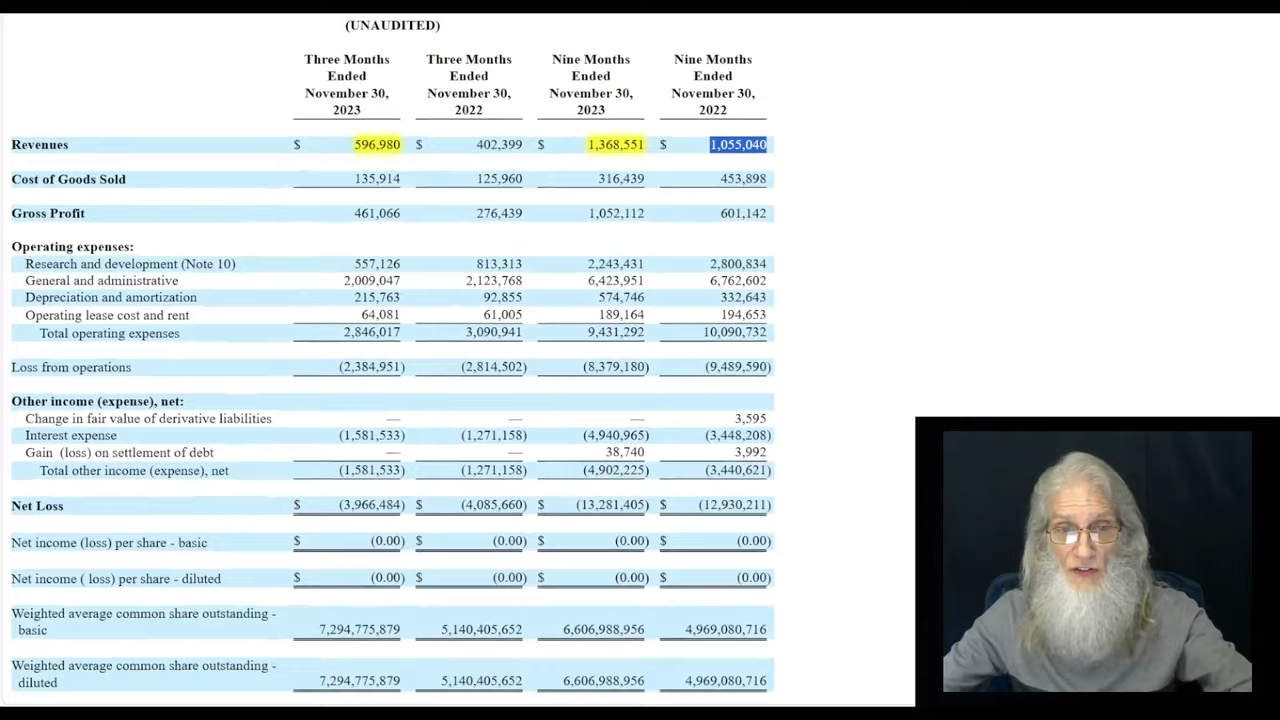 (UNAUDITED)
Three Months Ended November 30, 2023
Three Months Ended November 30, 2022
Nine Months Ended November 30, 2023
Nine Months Ended November 30, 2022
Revenues $ 596,980 $ 402,399 $ 1,368,551 $ 1,055,040
Cost of Goods Sold 135,914 125,960 316,439 453,898
Gross Profit 461,066 276,439 1,052,112 601,142
Operating expenses:
Research and development (Note 10) 557,126 813,313 2,243,431 2,800,834
General and administrative 2,009,047 2,123,768 6,423,951 6,762,602
Depreciation and amortization 215,763 92,855 574,746 332,643
Operating lease cost and rent 64,081 61,005 189,164 194,653
Total operating expenses 2,846,017 3,090,941 9,431,292 10,090,732
Loss from operations (2,384,951) (2,814,502) (8,379,180) (9,489,590)
Other income (expense), net:
Change in fair value of derivative liabilities — — — 3,595
Interest expense (1,581,533) (1,271,158) (4,940,965) (3,448,208)
Gain (loss) on settlement of debt — — 38,740 3,992
Total other income (expense), net (1,581,533) (1,271,158) (4,902,225) (3,440,621)
Net Loss $ (3,966,484) $ (4,085,660) $ (13,281,405) $ (12,930,211)
Net income (loss) per share - basic $ (0.00) $ (0.00) $ (0.00) $ (0.00)
Net income ( loss) per share - diluted $ (0.00) $ (0.00) $ (0.00) $ (0.00)
Weighted average common share outstanding -
basic 7,294,775,879 5,140,405,652 6,606,988,956 4,969,080,716
Weighted average common share outstanding -
diluted 7,294,775,879 5,140,405,652 6,606,988,956 4,969,080,716